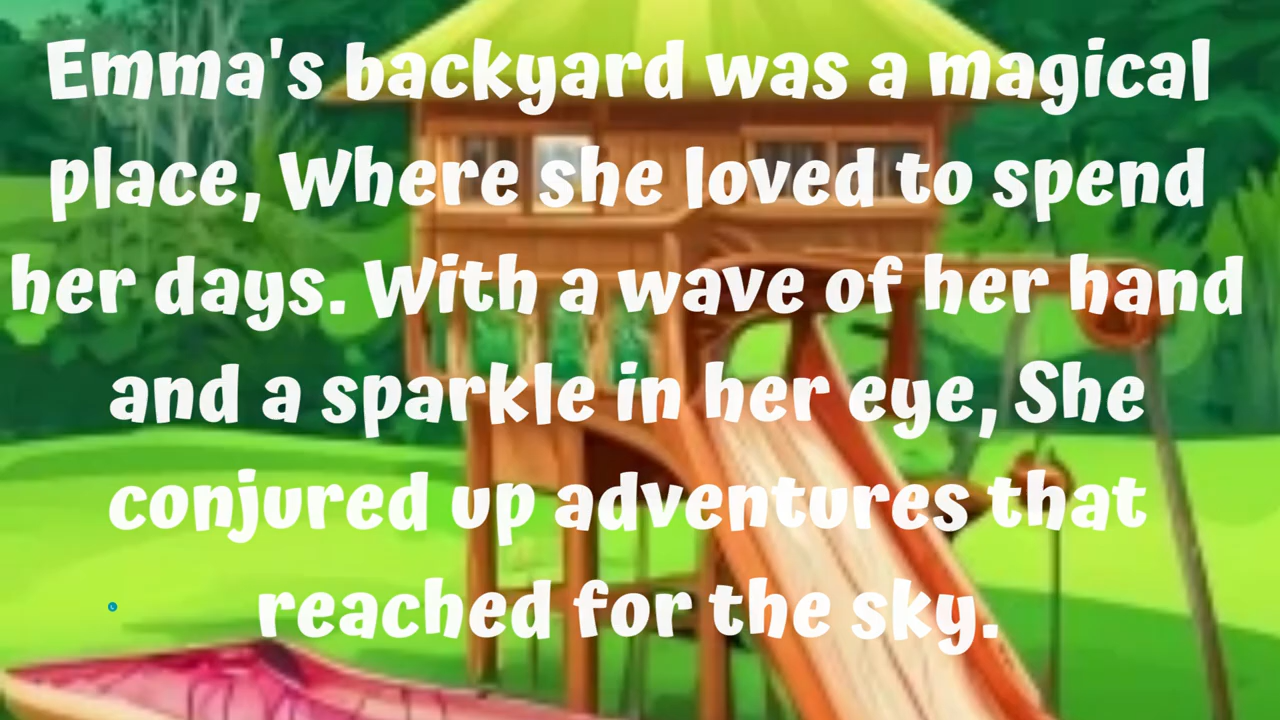 Emma's backyard was a magical
place, Where she loved to spend
her days. With a wave of her hand
and a sparkle in her eye, She
conjured up adventures that
reached for the sky.